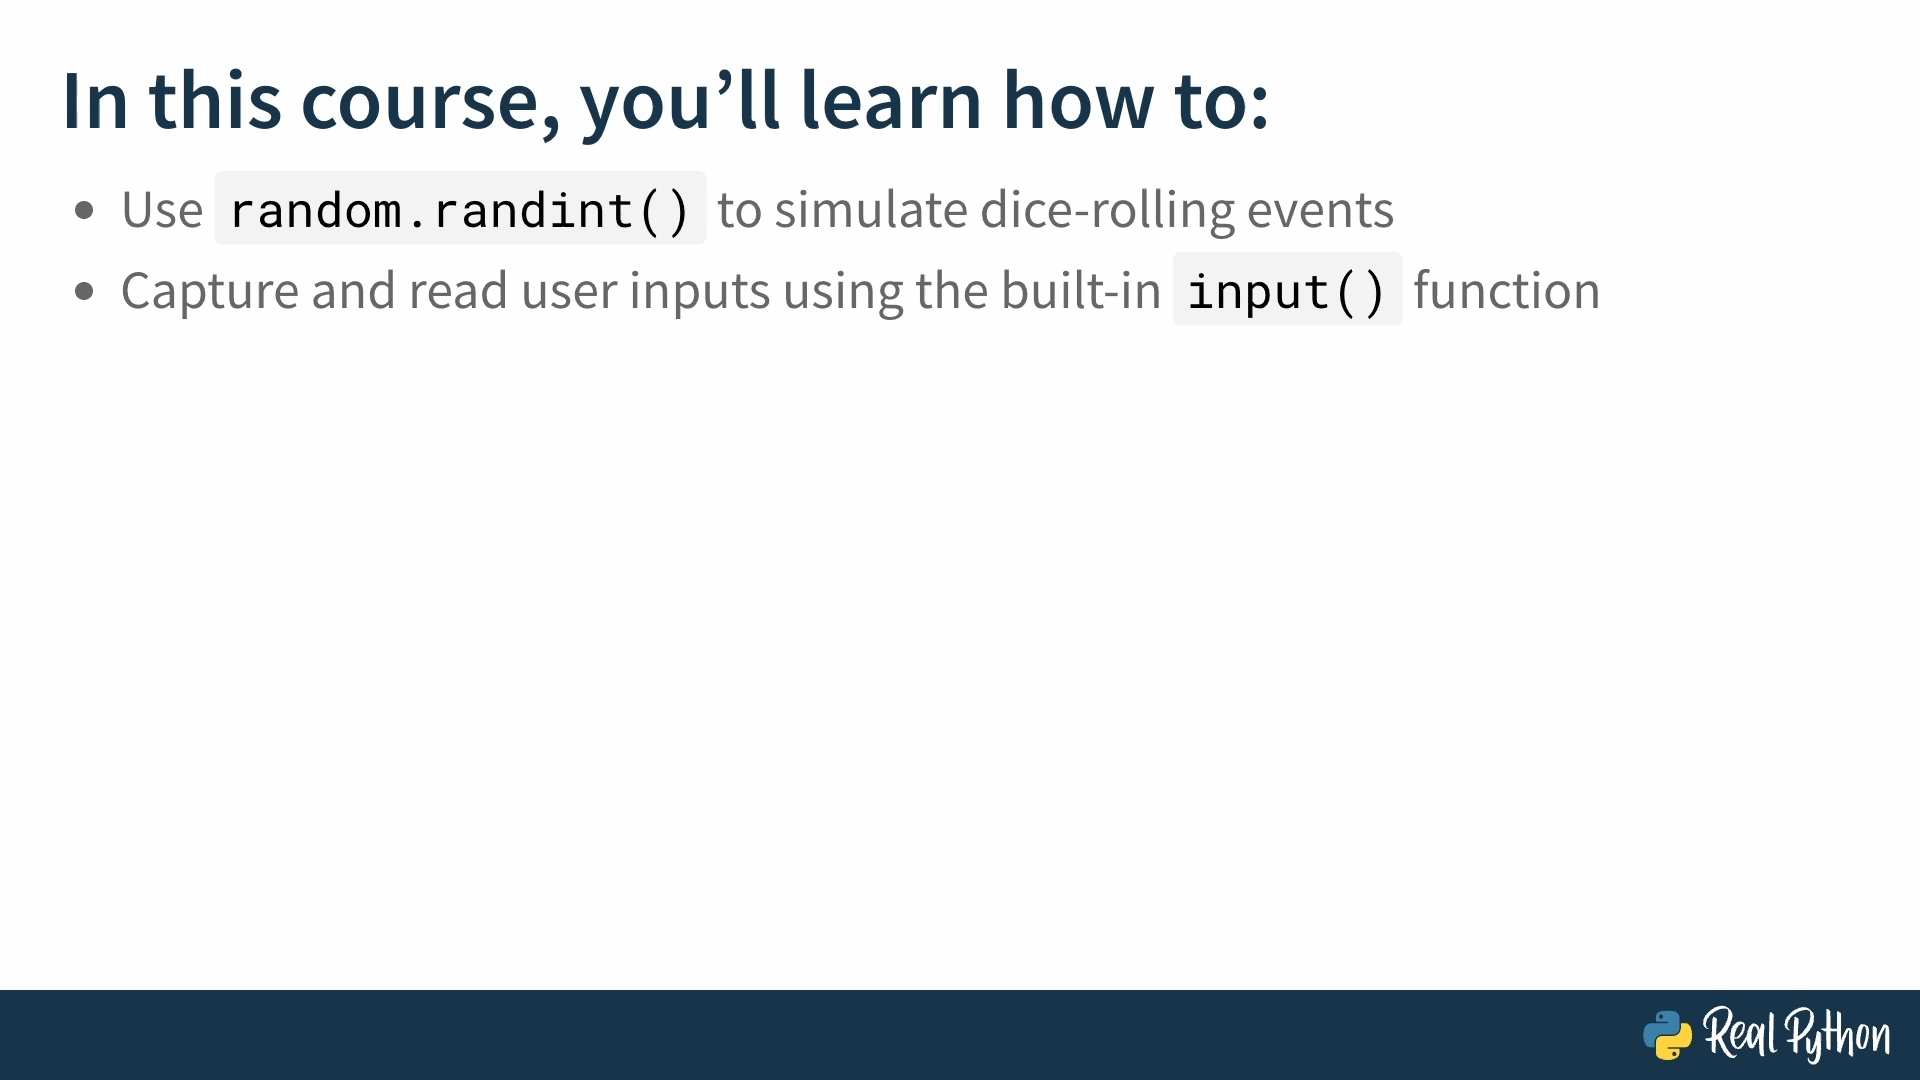 In this course, you’ll learn how to:
• Use random.randint() to simulate dice-rolling events
• Capture and read user inputs using the built-in input() function
Real Python